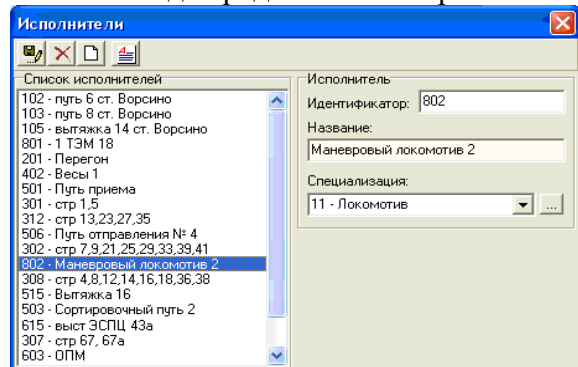 Исполнители
Список исполнителей
102 - путь 6 ст. Ворсино
103 - путь 8 ст. Ворсино
105 - вытяжка 14 ст. Ворсино
801 - 1 ТЭМ 18
201 - Перегон
402 - Весы 1
501 - Путь приема
301 - стр 1,5
312 - стр 13,23,27,35
506 - Путь отправления № 4
302 - стр 7,9,21,25,29,33,39,41
802 - Маневровый локомотив 2
308 - стр 4,8,12,14,16,18,36,38
515 - Вытяжка 16
503 - Сортировочный путь 2
615 - выст ЭСПЦ 43а
307 - стр 67, 67а
603 - ОПМ
Исполнитель
Идентификатор: 802
Название:
Маневровый локомотив 2
Специализация:
11 - Локомотив ...